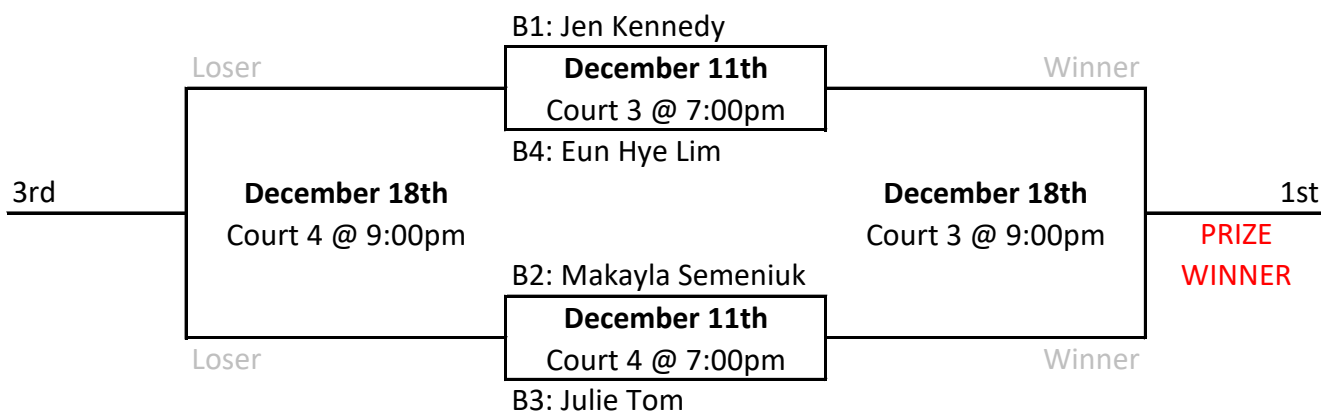 B1: Jen Kennedy
Loser
December 11th
Winner
Court 3 @ 7:00pm
B4: Eun Hye Lim
3rd
December 18th
December 18th
1st
Court 4 @ 9:00pm
Court 3 @ 9:00pm
PRIZE
WINNER
B2: Makayla Semeniuk
December 11th
Court 4 @ 7:00pm
Loser
Winner
B3: Julie Tom